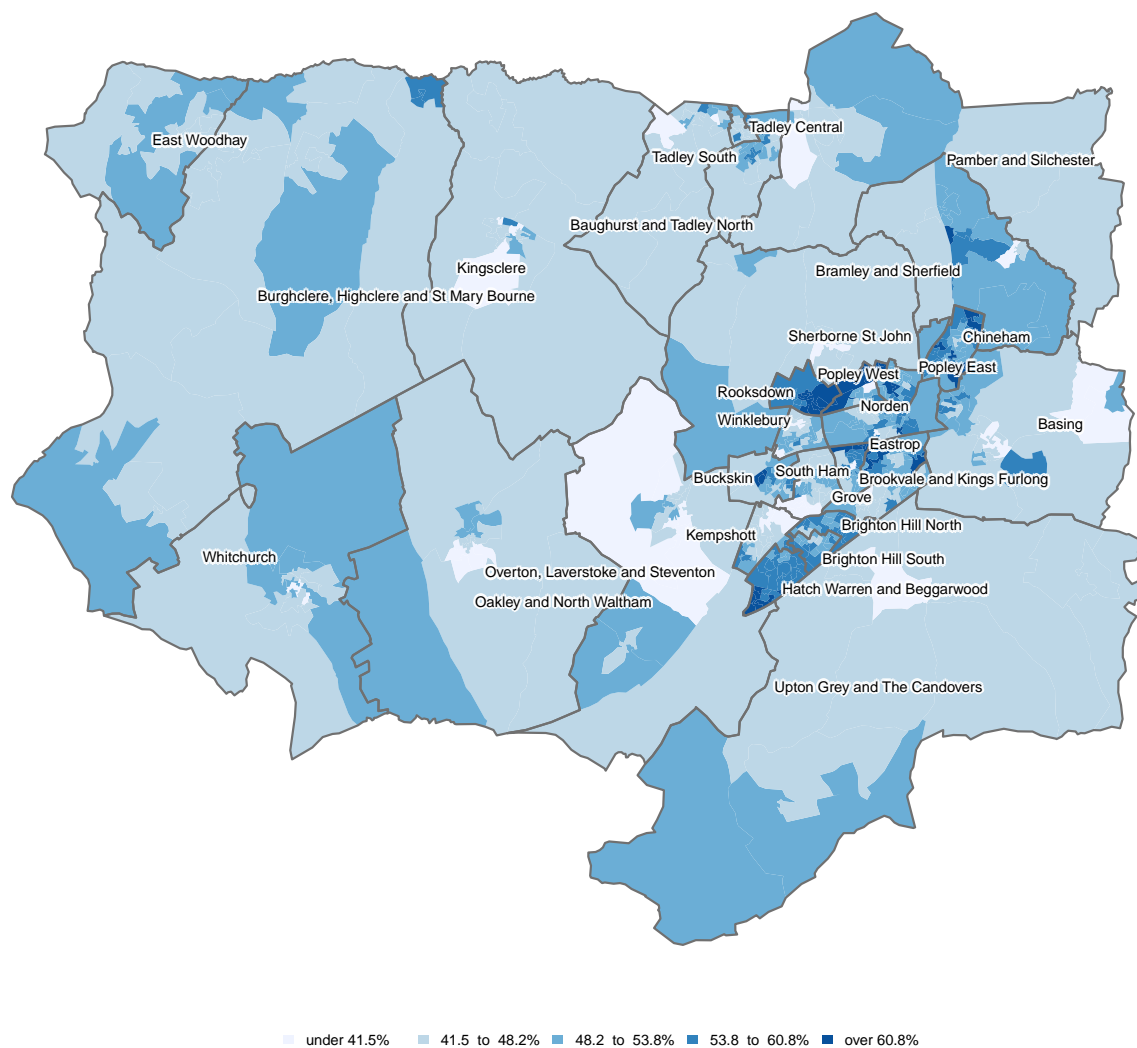 Tadley Central
East Woodhay
Tadley South
Pamber and Silchester
Baughurst and Tadley North
Kingsclere
Bramley and Sherfield
Burghclere, Highclere and St Mary Bourne
Sherborne St John
Chineham
Popley East
Popley West
Rooksdown
Norden
Winklebury
Basing
Eastrop
South Ham
Buckskin
Brookvale and Kings Furlong
Grove
Brighton Hill North
Kempshott
Whitchurch
Brighton Hill South
Overton, Laverstoke and Steventon
Hatch Warren and Beggarwood
Oakley and North Waltham
Upton Grey and The Candovers
under 41.5% 41.5 to 48.2% 48.2 to 53.8% 53.8 to 60.8% over 60.8%